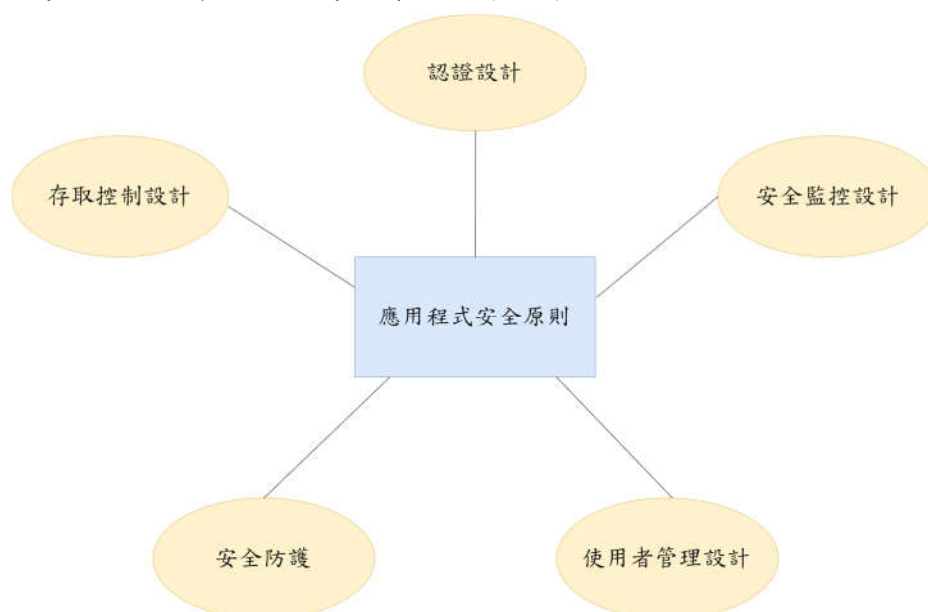 認證設計
存取控制設計
安全監控設計
應用程式安全原則
安全防護
使用者管理設計